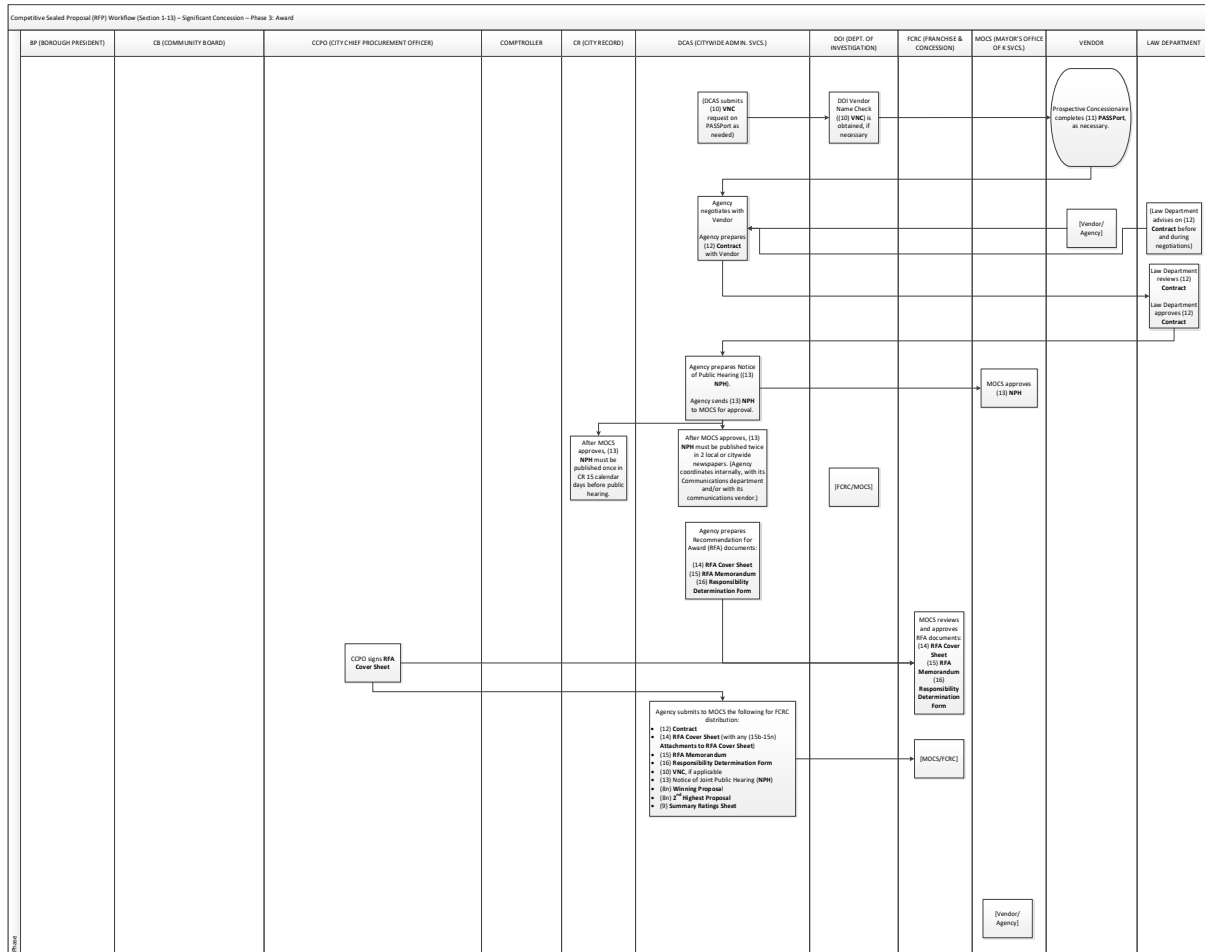 Competitive Sealed Proposal (RFP) Workflow (Section 1-13) – Significant Concession – Phase 3: Award
BP (BOROUGH PRESIDENT)
CB (COMMUNITY BOARD)
CCPO (CITY CHIEF PROCUREMENT OFFICER)
COMPTROLLER
CR (CITY RECORD)
DCAS (CITYWIDE ADMIN. SVCS.)
DOI (DEPT. OF
INVESTIGATION)
FCRC (FRANCHISE &
CONCESSION)
MOCS (MAYOR'S OFFICE
OF K SVCS.)
VENDOR
LAW DEPARTMENT
(DCAS submits
(10) VNC
request on
PASSPort as
needed)
DOI Vendor
Name Check
((10) VNC) is
obtained, if
necessary
Prospective Concessionaire
completes (11) PASSPort,
as necessary.
Agency
negotiates with
Vendor
Agency prepares
(12) Contract
with Vendor
[Vendor/
Agency]
(Law Department
advises on (12)
Contract before
and during
negotiations)
Law Department
reviews (12)
Contract
Law Department
approves (12)
Contract
Agency prepares Notice
of Public Hearing ((13)
NPH).
Agency sends (13) NPH
to MOCS for approval.
MOCS approves
(13) NPH
After MOCS
approves, (13)
NPH must be
published once in
CR 15 calendar
days before public
hearing.
After MOCS approves, (13)
NPH must be published twice
in 2 local or citywide
newspapers. (Agency
coordinates internally, with its
Communications department
and/or with its
communications vendor.)
[FCRC/MOCS]
Agency prepares
Recommendation for
Award (RFA) documents:
(14) RFA Cover Sheet
(15) RFA Memorandum
(16) Responsibility
Determination Form
MOCS reviews
and approves
RFA documents:
(14) RFA Cover
Sheet
(15) RFA
Memorandum
(16)
Responsibility
Determination
Form
CCPO signs RFA
Cover Sheet
Agency submits to MOCS the following for FCRC
distribution:
• (12) Contract
• (14) RFA Cover Sheet (with any (15b-15n)
Attachments to RFA Cover Sheet)
• (15) RFA Memorandum
• (16) Responsibility Determination Form
• (10) VNC, if applicable
• (13) Notice of Joint Public Hearing (NPH)
• (8n) Winning Proposal
• (8n) 2nd Highest Proposal
• (9) Summary Ratings Sheet
[MOCS/FCRC]
[Vendor/
Agency]
Phase